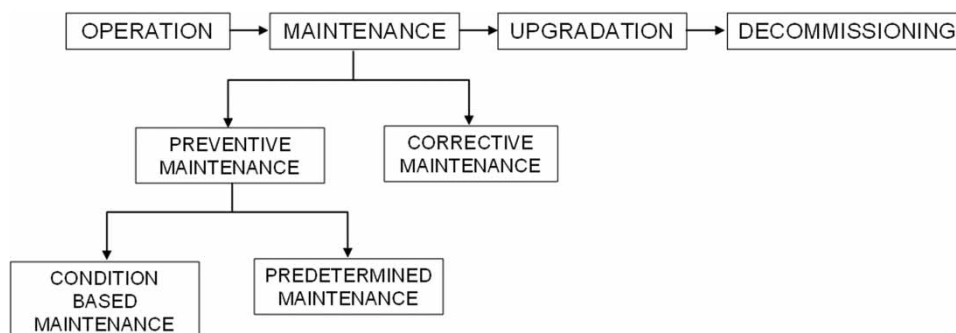 OPERATION
MAINTENANCE
UPGRADATION
DECOMMISSIONING
PREVENTIVE
MAINTENANCE
CORRECTIVE
MAINTENANCE
CONDITION
BASED
MAINTENANCE
PREDETERMINED
MAINTENANCE